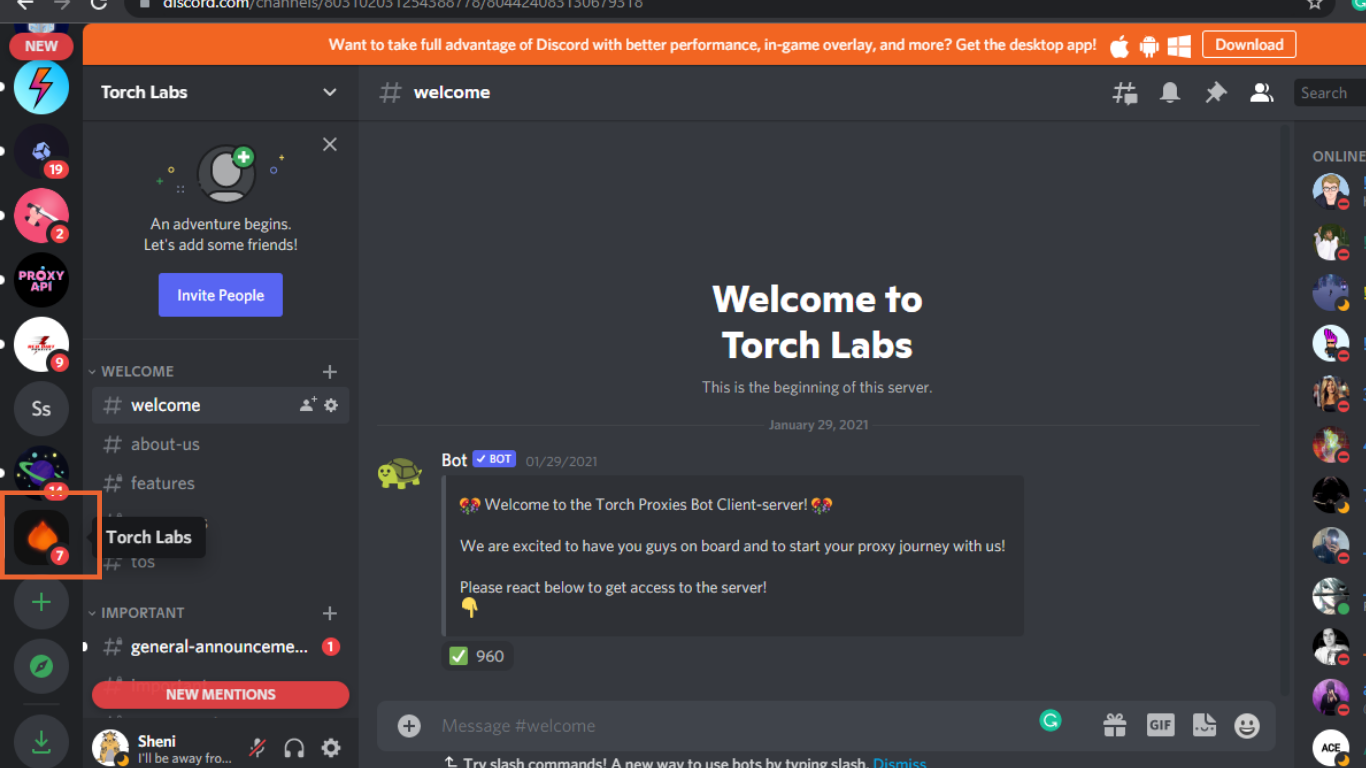 discord.com/channels/803102031254388778/804424083130679318
NEW
Want to take full advantage of Discord with better performance, in-game overlay, and more? Get the desktop app!
Download
Torch Labs
# welcome
Search
19
2
PROXY
API
9
Ss
14
7
Torch Labs
An adventure begins.
Let's add some friends!
Invite People
WELCOME
# welcome
# about-us
# features
# tos
IMPORTANT
# general-announceme... 1
NEW MENTIONS
Sheni
I'll be away fro...
Welcome to
Torch Labs
This is the beginning of this server.
January 29, 2021
Bot ✓ BOT 01/29/2021
🎊 Welcome to the Torch Proxies Bot Client-server! 🎊
We are excited to have you guys on board and to start your proxy journey with us!
Please react below to get access to the server!
👇
✅ 960
Message #welcome
GIF
Try slash commands! A new way to use bots by typing slash. Dismiss
ONLINE
ACE